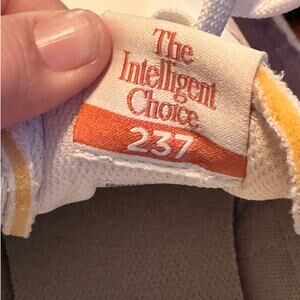 The
Intelligent
Choice
237